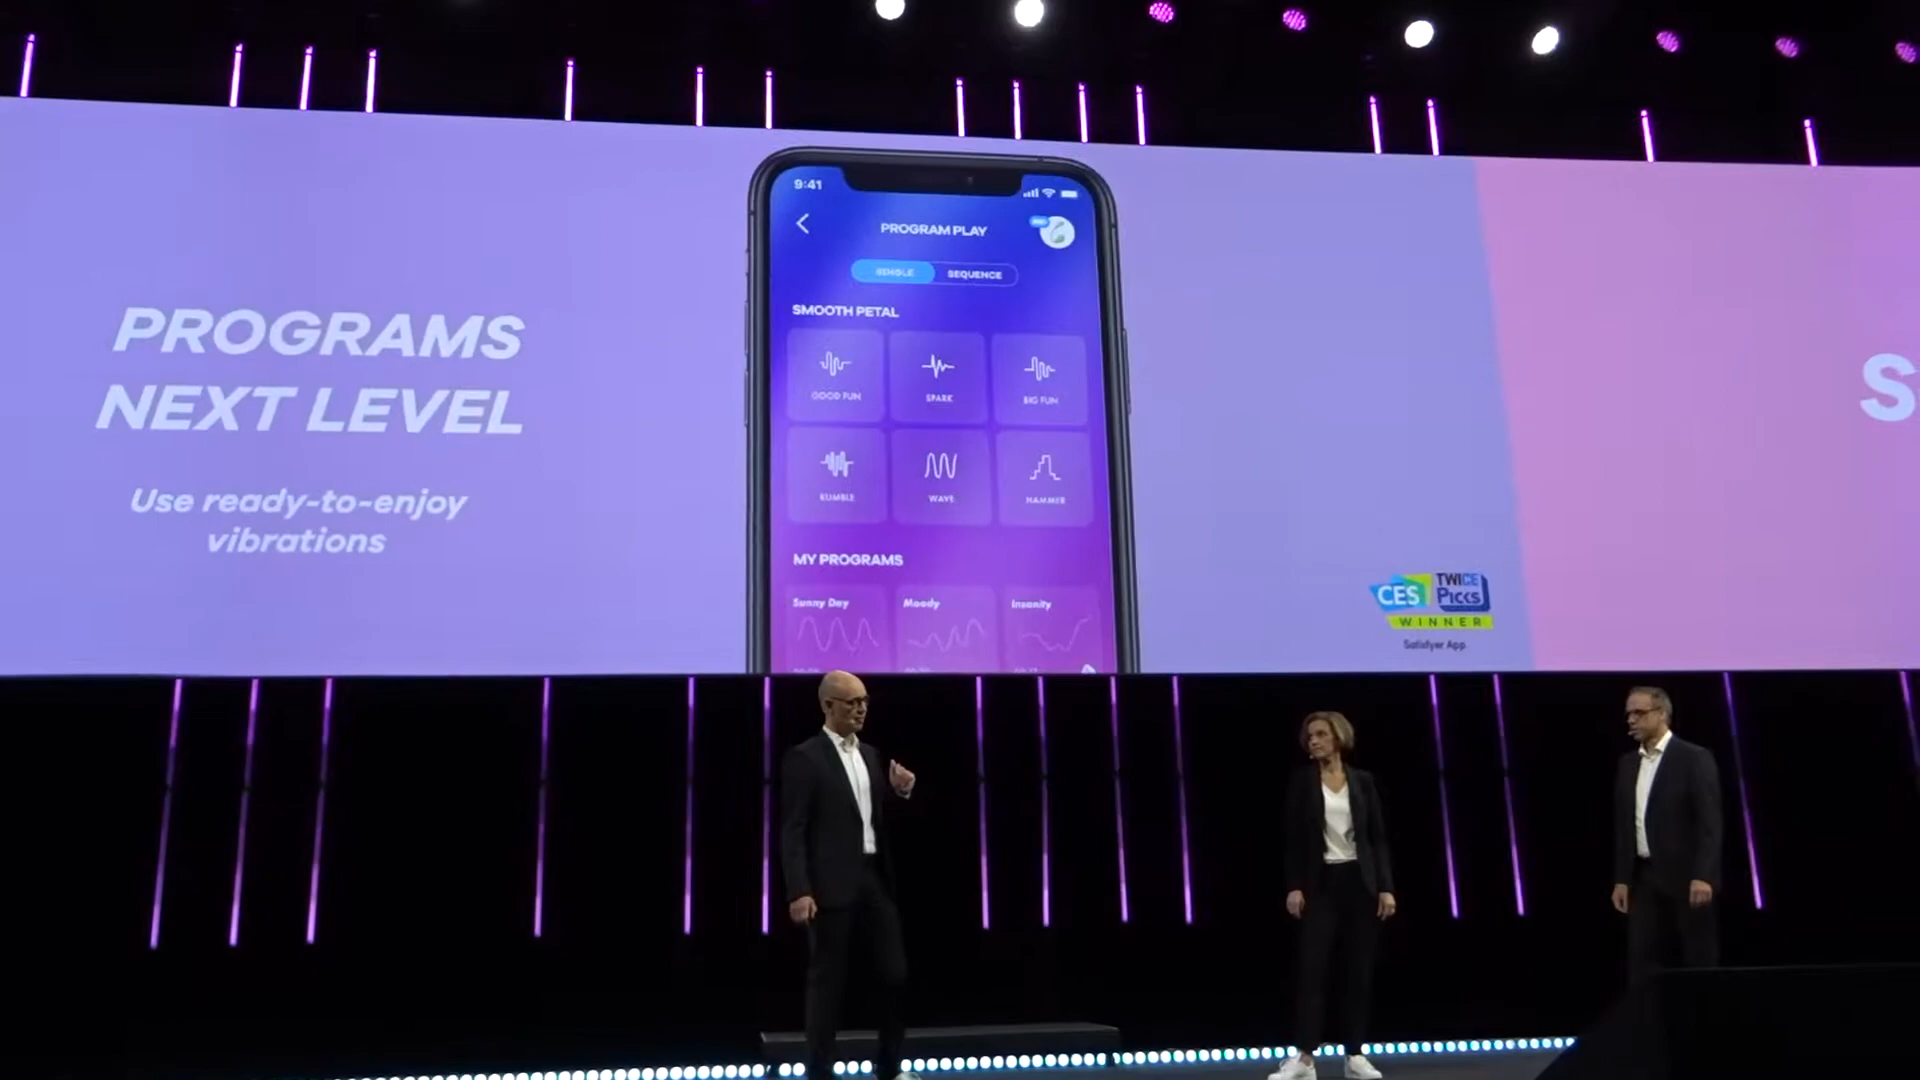 PROGRAMS
NEXT LEVEL
Use ready-to-enjoy
vibrations
9:41
PROGRAM PLAY
SINGLE
SEQUENCE
SMOOTH PETAL
GOOD FUN
SPARK
BIG FUN
RUMBLE
WAVE
HAMMER
MY PROGRAMS
Sunny Day
Moody
Insanity
CES
TWICE
Picks
WINNER
Satisfyer App
S